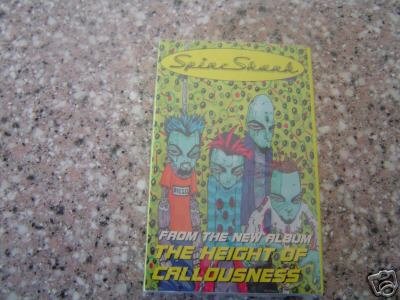 SpineShank
FROM THE NEW ALBUM
THE HEIGHT OF
CALLOUSNESS